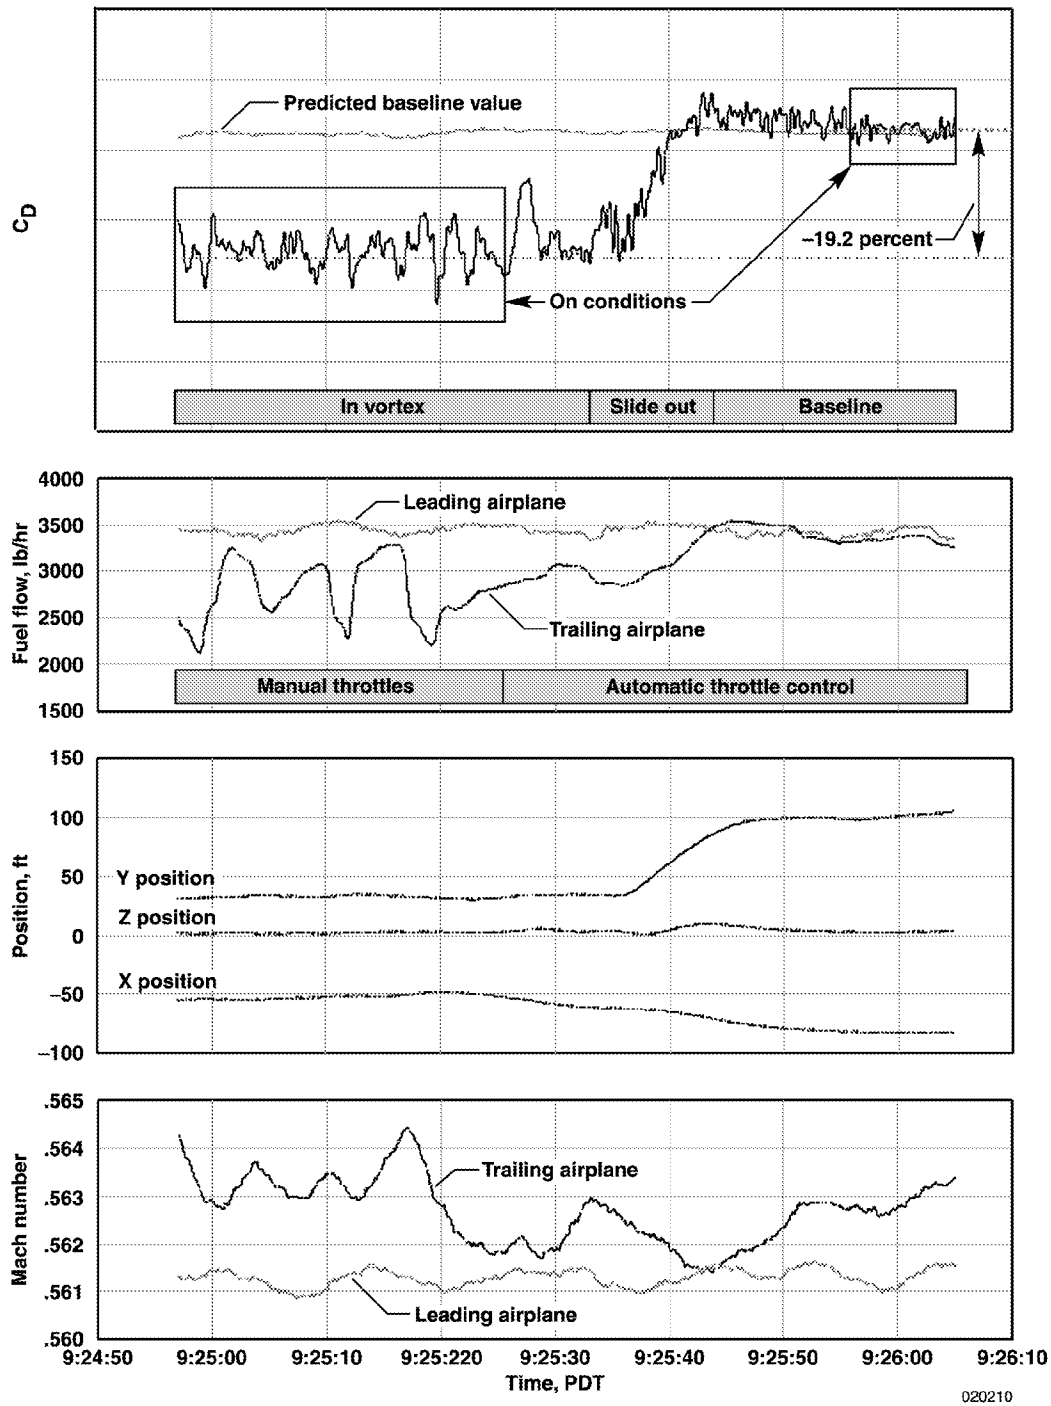 Predicted baseline value
CD
–19.2 percent
On conditions
In vortex
Slide out
Baseline
4000
3500
3000
2500
2000
1500
Fuel flow, lb/hr
Leading airplane
Trailing airplane
Manual throttles
Automatic throttle control
150
100
50
0
–50
–100
Position, ft
Y position
Z position
X position
.565
.564
.563
.562
.561
.560
Mach number
Trailing airplane
Leading airplane
9:24:50 9:25:00 9:25:10 9:25:220 9:25:30 9:25:40 9:25:50 9:26:00 9:26:10
Time, PDT
020210